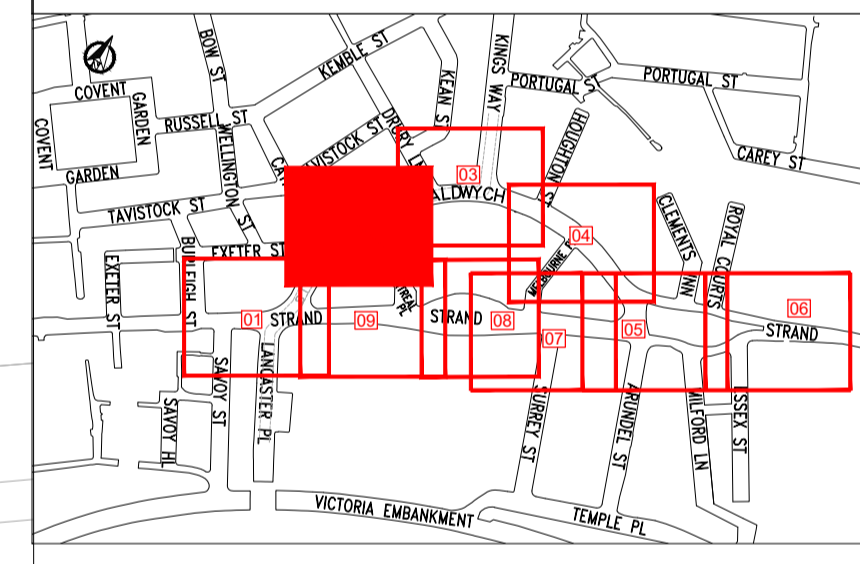 BOW ST
KEMBLE ST
KEAN ST
KINGS WAY
PORTUGAL ST
PORTUGAL ST
COVENT
GARDEN
COVENT
GARDEN
RUSSELL ST
WELLINGTON ST
DRURY
HOUGHTON ST
CAREY ST
TAVISTOCK ST
03
ALDWYCH
TAVISTOCK ST
CLEMENTS INN
ROYAL COURTS
04
EXETER ST
EXETER ST
BURLEIGH ST
01
STRAND
09
STRAND
08
07
05
06
STRAND
SAVOY ST
LANCASTER PL
SAVOY HL
SURREY ST
ARUNDEL ST
MILFORD LN
ESSEX ST
VICTORIA EMBANKMENT
TEMPLE PL